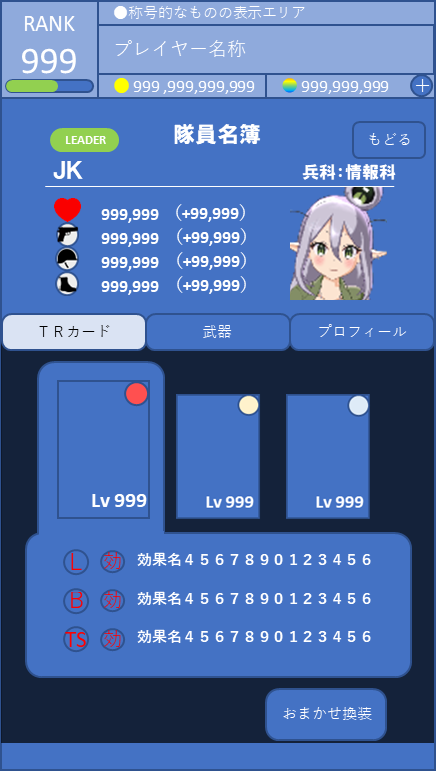 RANK
999
●称号的なものの表示エリア
プレイヤー名称
999 ,999,999,999
999,999,999
LEADER
隊員名簿
もどる
JK
兵科：情報科
999,999 （+99,999）
999,999 （+99,999）
999,999 （+99,999）
999,999 （+99,999）
ＴＲカード
武器
プロフィール
Lv 999
Lv 999
Lv 999
L 効 効果名４５６７８９０１２３４５６
B 効 効果名４５６７８９０１２３４５６
TS 効 効果名４５６７８９０１２３４５６
おまかせ換装